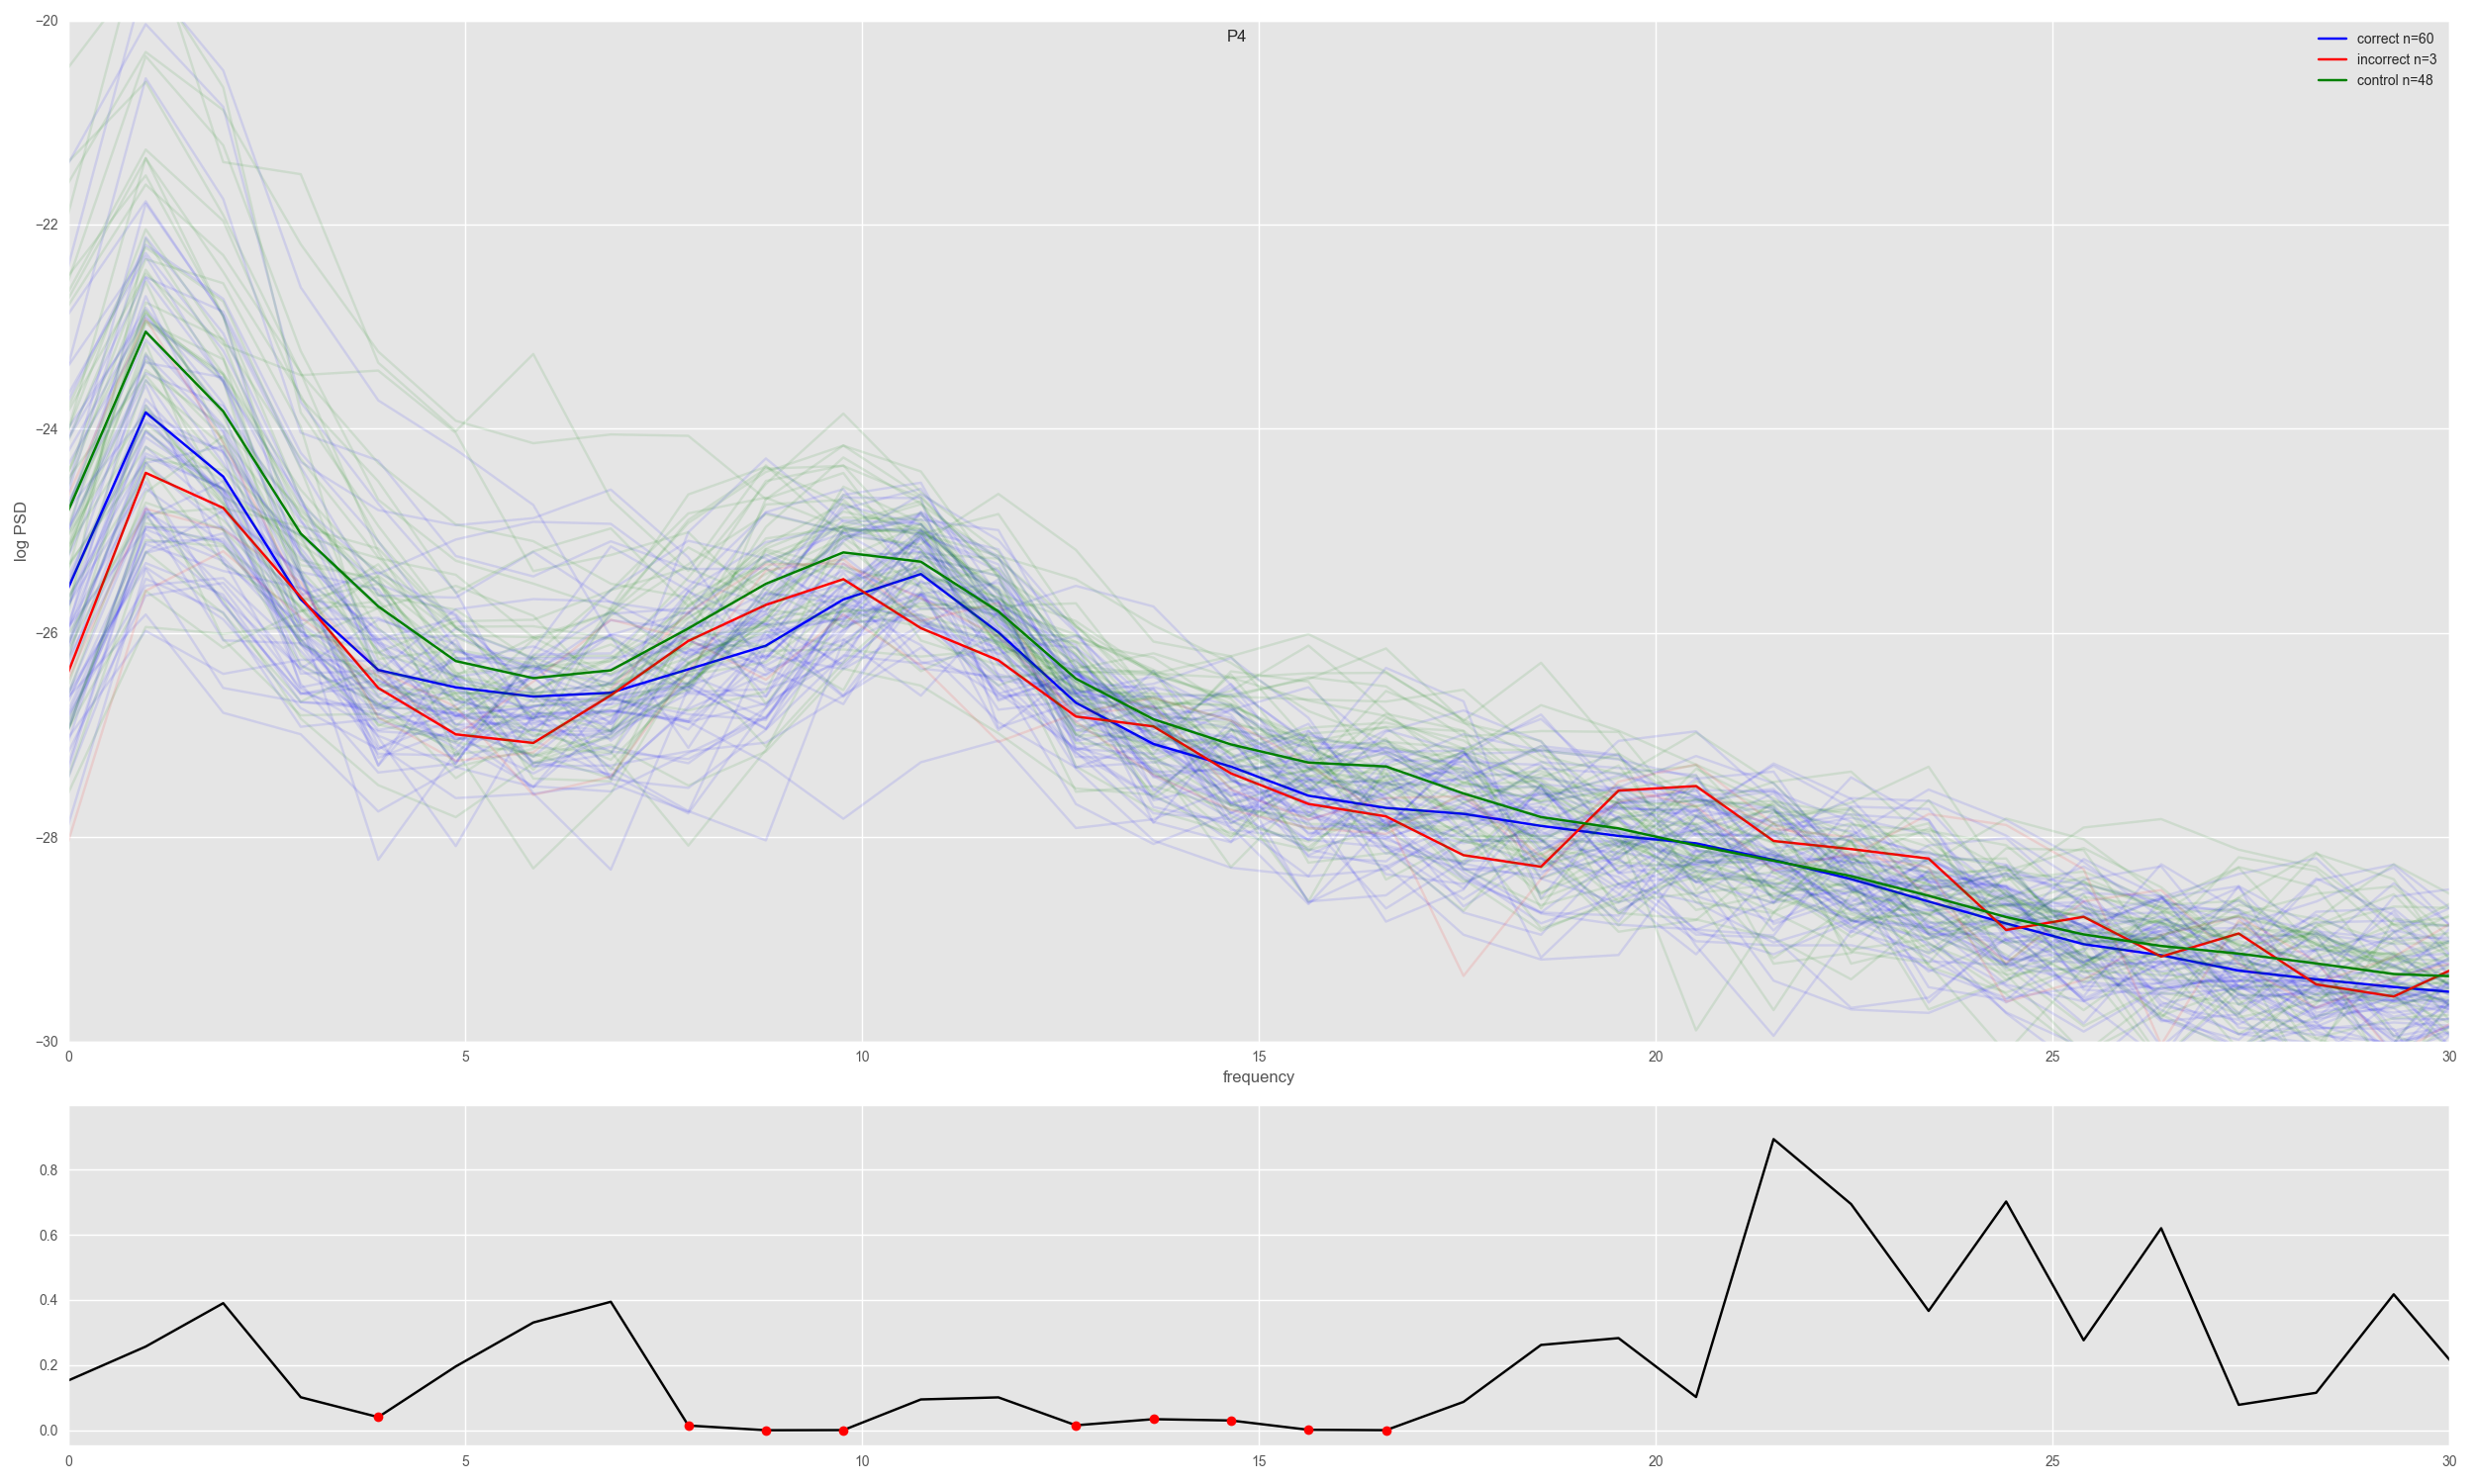 P4
correct n=60
incorrect n=3
control n=48
−20
−22
−24
−26
−28
−30
log PSD
0 5 10 15 20 25 30
frequency
0.8
0.6
0.4
0.2
0.0
0 5 10 15 20 25 30